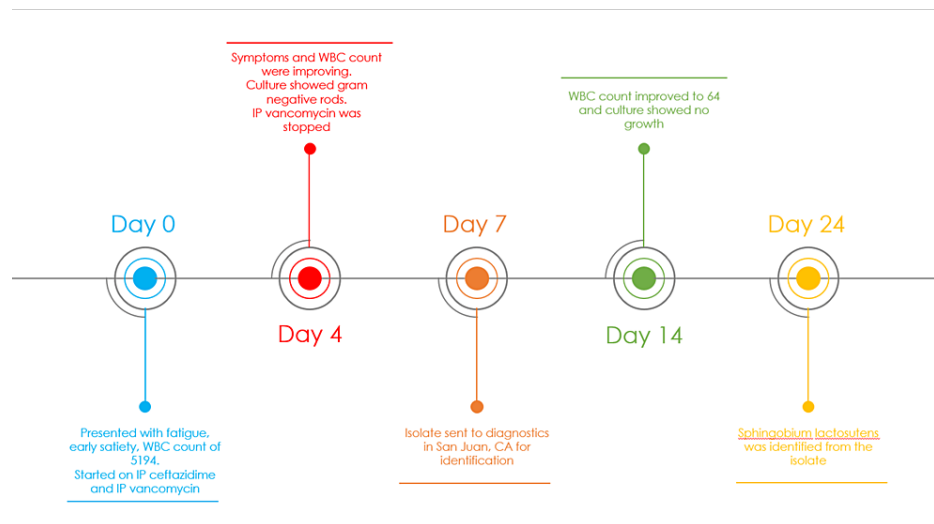 Day 0
Presented with fatigue,
early satiety, WBC count of
5194.
Started on IP ceftazidime
and IP vancomycin
Symptoms and WBC count
were improving.
Culture showed gram
negative rods.
IP vancomycin was
stopped
Day 4
Day 7
Isolate sent to diagnostics
in San Juan, CA for
identification
WBC count improved to 64
and culture showed no
growth
Day 14
Day 24
Sphingobium lactosutens
was identified from the
isolate